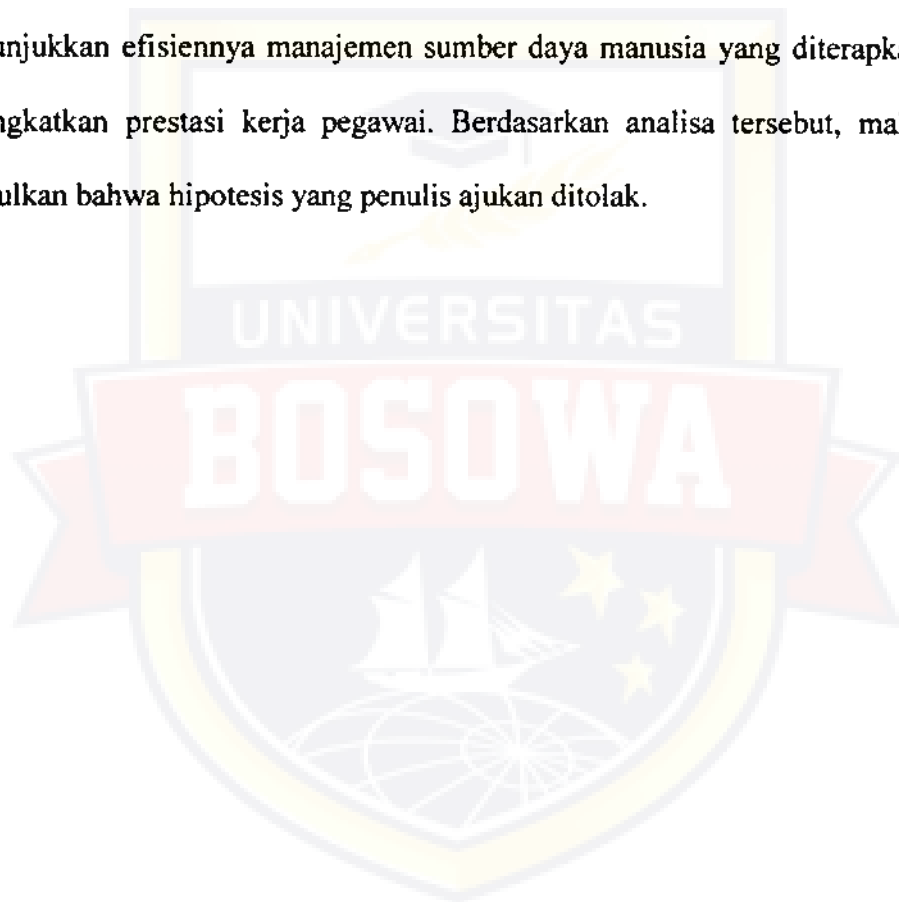 unjukkan efisiennya manajemen sumber daya manusia yang diterapka
ngkatkan prestasi kerja pegawai. Berdasarkan analisa tersebut, ma
ulkan bahwa hipotesis yang penulis ajukan ditolak.
UNIVERSITAS
BOSOWA